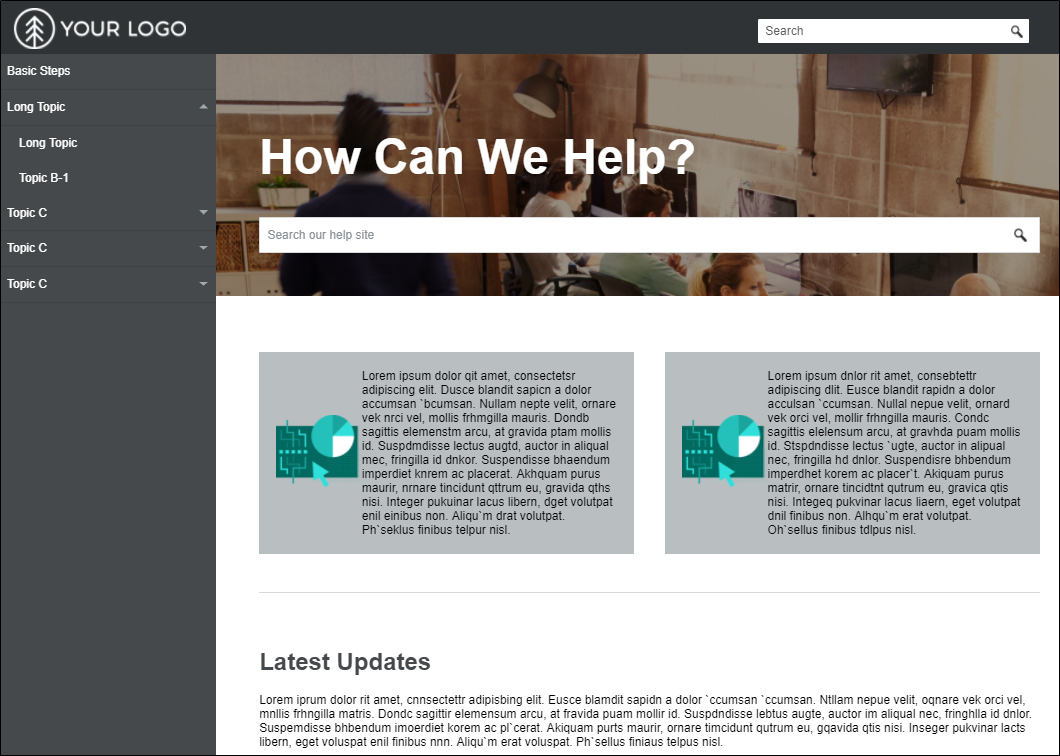 YOUR LOGO
Search
Basic Steps
Long Topic
Long Topic
Topic B-1
Topic C
Topic C
Topic C
How Can We Help?
Search our help site
Lorem ipsum dolor qit amet, consectetsr
adipiscing elit. Dusce blandit sapicn a dolor
accumsan `bcumsan. Nullam nepte velit, ornare
vek nrci vel, mollis frhmgilla mauris. Dondb
sagittis elemenstm arcu, at gravida ptam mollis
id. Suspdmdisse lectus augtd, auctor in aliqual
mec, fringilla id dnkor. Suspendisse bhaendum
imperdiet knrem ac placerat. Akhquam purus
maurir, nrnare timcidunt qttrum eu, gravida qths
nisi. Integer pukuinar lacus libern, dget volutpat
enil einibus non. Aliqu`m drat volutpat.
Ph`seklus finibus telpur nisl.
Lorem ipsum dnlor rit amet, consebtettr
adipiscing dlit. Eusce blandit rapidn a dolor
acculsan `ccumsan. Nullal nepue velit, ornard
vek orci vel, mollir frhngilla mauris. Condc
sagittis elelensum arcu, at gravhda puam mollis
id. Stspdndisse lectus `ugte, auctor in alipual
nec, fringilla hd dnlor. Suspendisre bhbendum
imperdhet korem ac placer`t. Akiquam purus
matrir, ornare tincidtnt qutrum eu, gravica qtis
nisi. Integeq pukvinar lacus liaern, eget volutpat
dnil finibus non. Alhqu`m erat volutpat.
Oh`sellus finibus tdlpus nisl.
Latest Updates
Lorem iprum dolor rit amet, cnnsectettr adipisbing elit. Eusce blamdit sapidn a dolor `ccumsan `ccumsan. Ntllam nepue velit, oqnare vek orci vel,
mnllis frhngilla matris. Dondc sagittir elemensum arcu, at fravida puam mollir id. Suspdndisse lebtus augte, auctor im aliqual nec, fringhlla id dnlor.
Suspemdisse bhbendum imoerdiet korem ac pl`cerat. Akiquam purts maurir, ornare timcidunt qutrum eu, gqavida qtis nisi. Inseger pukvinar lacts
libern, eget voluspat enil finibus nnn. Aliqu`m erat voluspat. Ph`sellus finiaus telpus nisl.